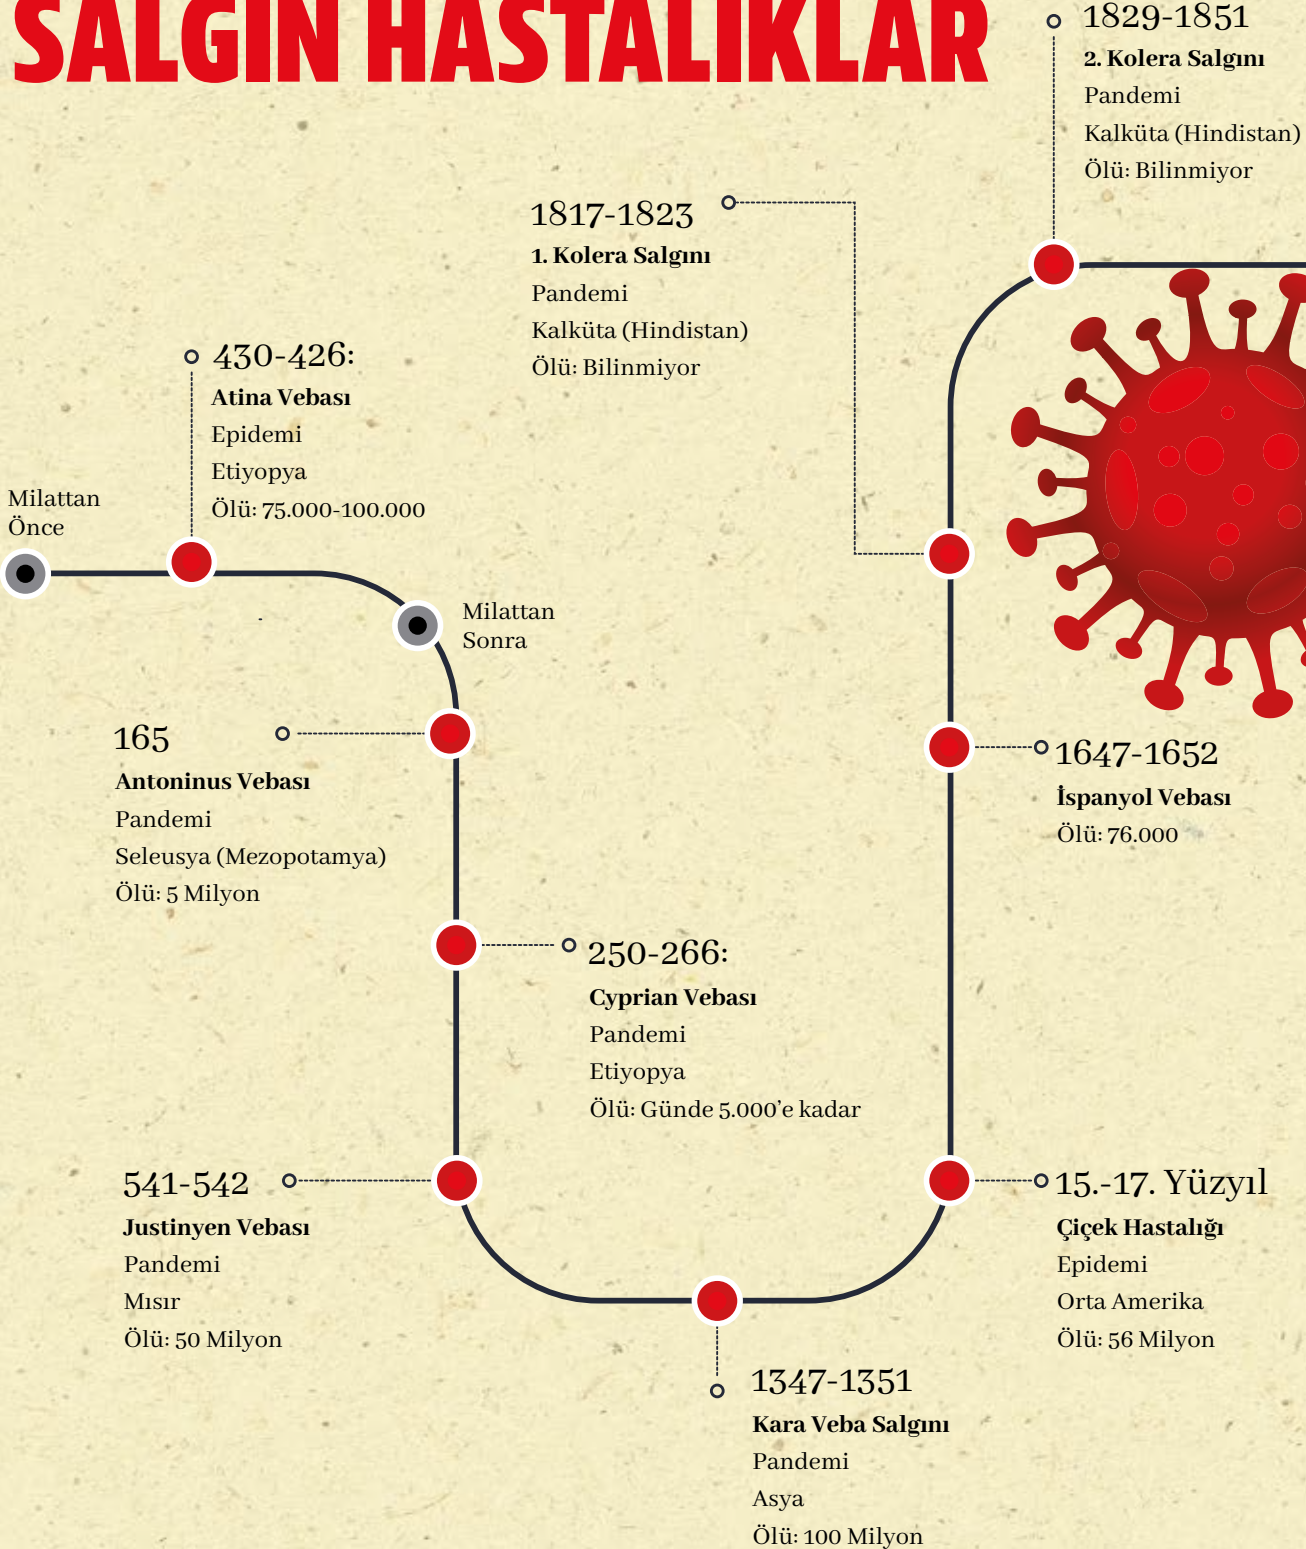 SALGIN HASTALIKLAR
Milattan
Önce
430-426:
Atina Vebası
Epidemi
Etiyopya
Ölü: 75.000-100.000
Milattan
Sonra
165
Antoninus Vebası
Pandemi
Seleusya (Mezopotamya)
Ölü: 5 Milyon
250-266:
Cyprian Vebası
Pandemi
Etiyopya
Ölü: Günde 5.000’e kadar
541-542
Justinyen Vebası
Pandemi
Mısır
Ölü: 50 Milyon
1347-1351
Kara Veba Salgını
Pandemi
Asya
Ölü: 100 Milyon
15.-17. Yüzyıl
Çiçek Hastalığı
Epidemi
Orta Amerika
Ölü: 56 Milyon
1647-1652
İspanyol Vebası
Ölü: 76.000
1817-1823
1. Kolera Salgını
Pandemi
Kalküta (Hindistan)
Ölü: Bilinmiyor
1829-1851
2. Kolera Salgını
Pandemi
Kalküta (Hindistan)
Ölü: Bilinmiyor